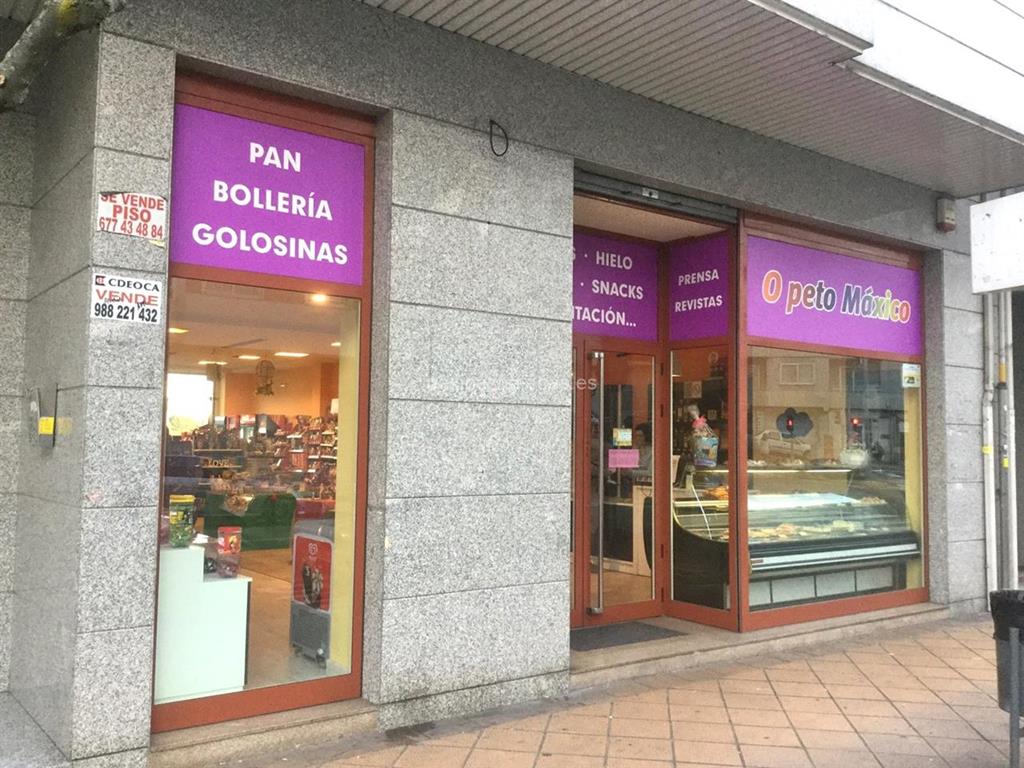 PAN
BOLLERÍA
GOLOSINAS
SE VENDE
PISO
677 43 48 84
CDEOCA
VENDE
988 221 432
S · HIELO
· SNACKS
NTACIÓN...
PRENSA
REVISTAS
O peto Máxico